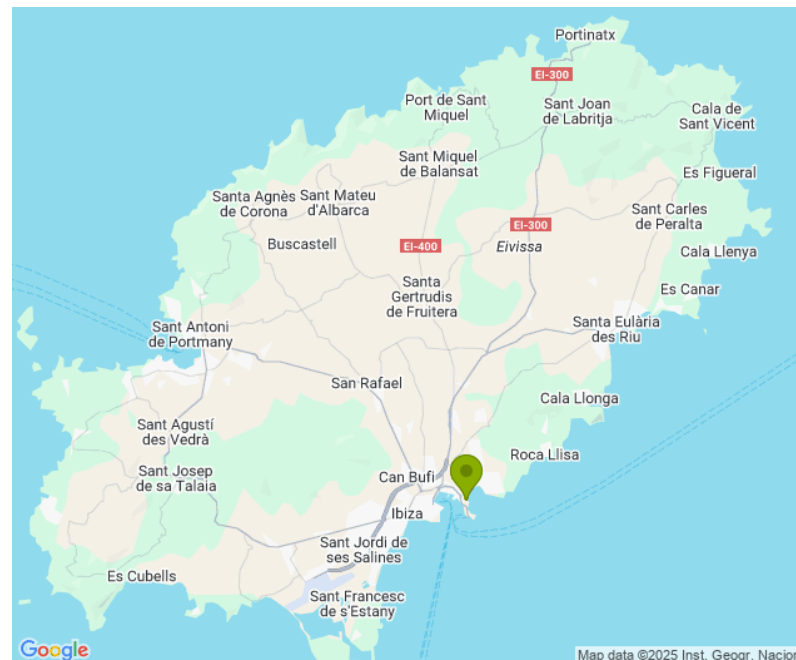 Portinatx
EI-300
Port de Sant
Miquel
Sant Joan
de Labritja
Cala de
Sant Vicent
Sant Miquel
de Balansat
Es Figueral
Santa Agnès
de Corona
Sant Mateu
d'Albarca
Sant Carles
de Peralta
EI-300
Buscastell
EI-400
Eivissa
Cala Llenya
Santa
Gertrudis
de Fruitera
Es Canar
Sant Antoni
de Portmany
Santa Eulària
des Riu
San Rafael
Cala Llonga
Sant Agustí
des Vedrà
Roca Llisa
Sant Josep
de sa Talaia
Can Bufi
Ibiza
Sant Jordi de
ses Salines
Es Cubells
Sant Francesc
de s'Estany
Google
Map data ©2025 Inst. Geogr. Nacion